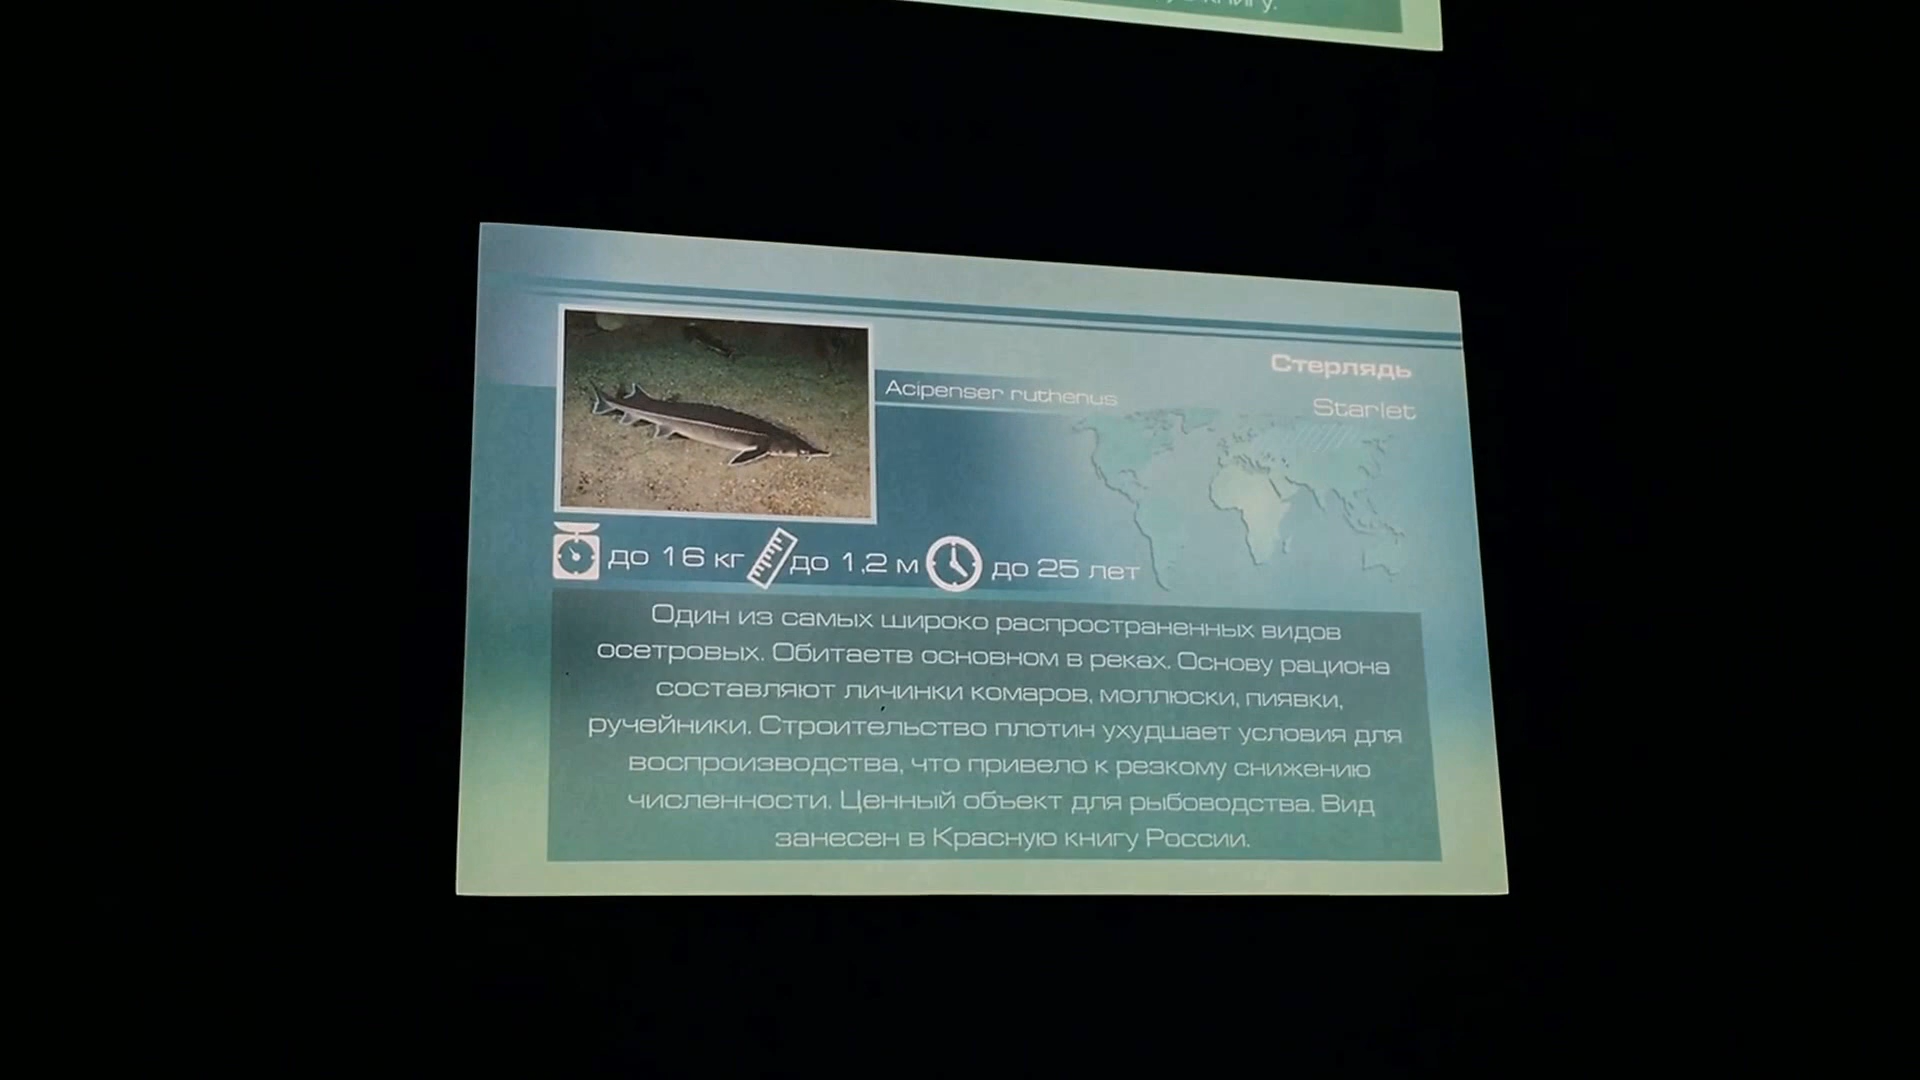 книгу.
Стерлядь
Acipenser ruthenus
Starlet
до 16 кг до 1,2 м до 25 лет
Один из самых широко распространенных видов
осетровых. Обитаетв основном в реках. Основу рациона
составляют личинки комаров, моллюски, пиявки,
ручейники. Строительство плотин ухудшает условия для
воспроизводства, что привело к резкому снижению
численности. Ценный объект для рыбоводства. Вид
занесен в Красную книгу России.